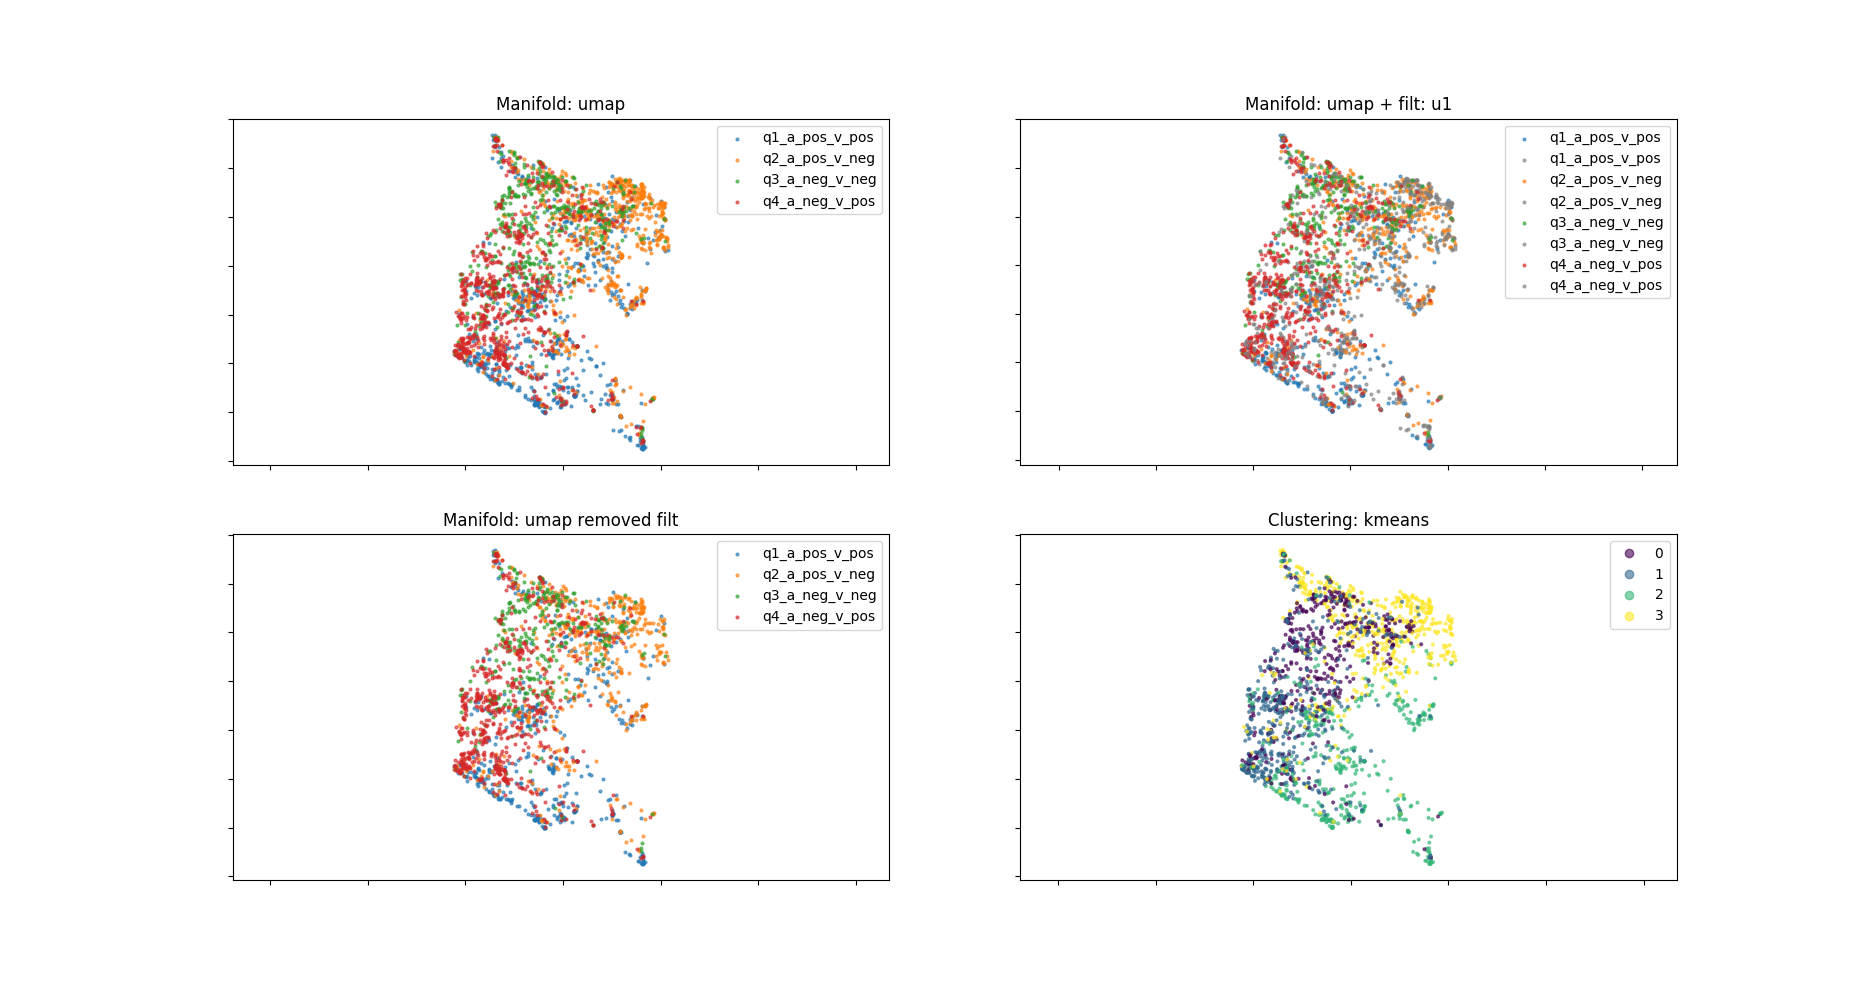 Manifold: umap
q1_a_pos_v_pos
q2_a_pos_v_neg
q3_a_neg_v_neg
q4_a_neg_v_pos
Manifold: umap + filt: u1
q1_a_pos_v_pos
q1_a_pos_v_pos
q2_a_pos_v_neg
q2_a_pos_v_neg
q3_a_neg_v_neg
q3_a_neg_v_neg
q4_a_neg_v_pos
q4_a_neg_v_pos
Manifold: umap removed filt
q1_a_pos_v_pos
q2_a_pos_v_neg
q3_a_neg_v_neg
q4_a_neg_v_pos
Clustering: kmeans
0
1
2
3